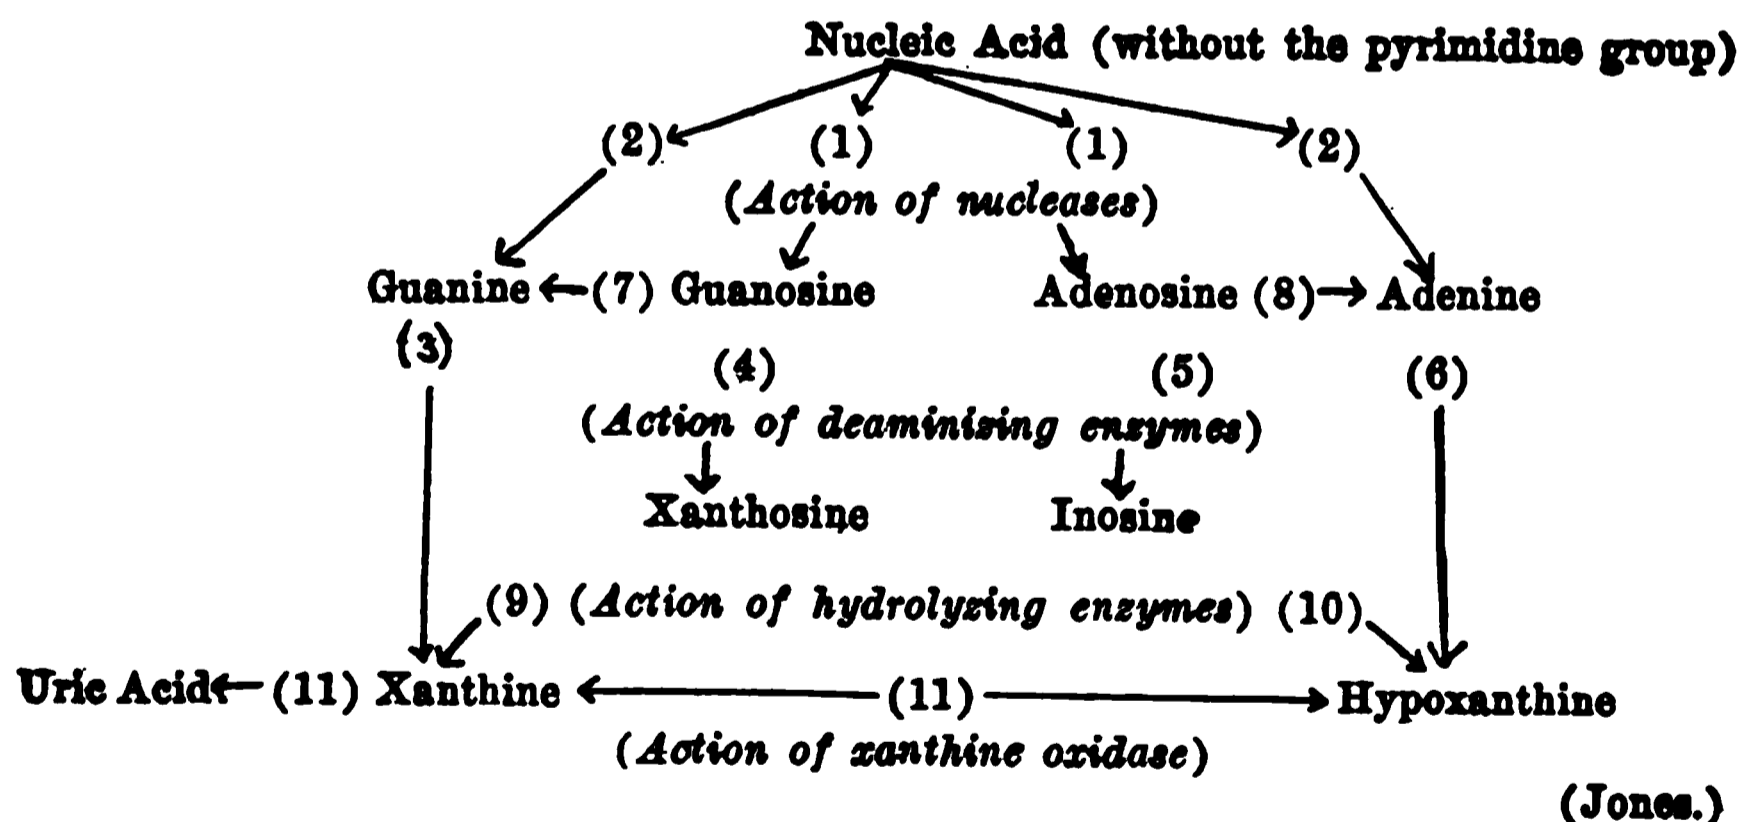 Nucleic Acid (without the pyrimidine group)
(2) (1) (1) (2)
(Action of nucleases)
Guanine ←(7) Guanosine Adenosine (8)→ Adenine
(3)
(4) (5) (6)
(Action of deaminising enzymes)
Xanthosine Inosine
(9) (Action of hydrolyzing enzymes) (10)
Uric Acid ←(11) Xanthine ←(11)→ Hypoxanthine
(Action of xanthine oxidase)
(Jones.)